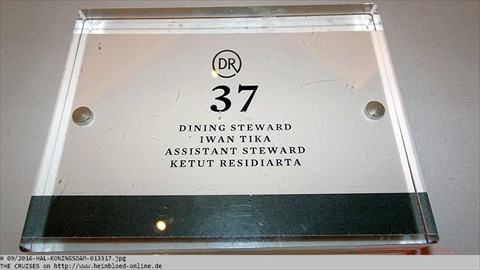 DR
37
DINING STEWARD
IWAN TIKA
ASSISTANT STEWARD
KETUT RESIDIARTA
© 09/2016-HAL-KONINGSDAM-013317.jpg
THE CRUISES on http://www.heinbloed-online.de